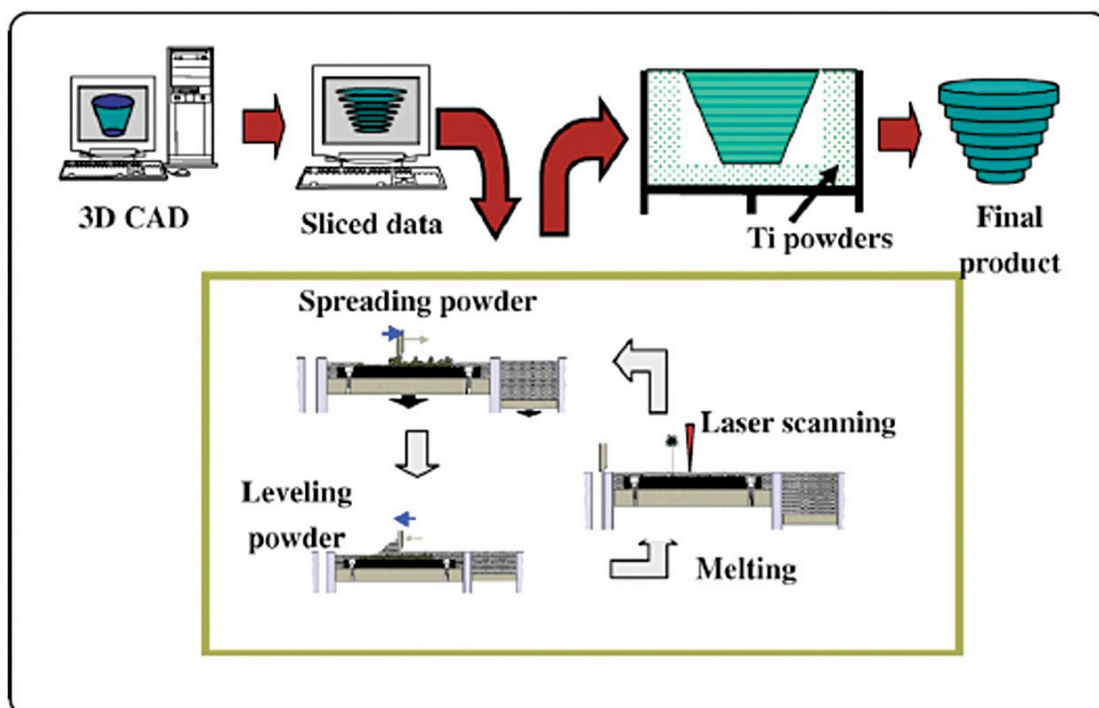 3D CAD
Sliced data
Ti powders
Final
product
Spreading powder
Leveling
powder
Laser scanning
Melting